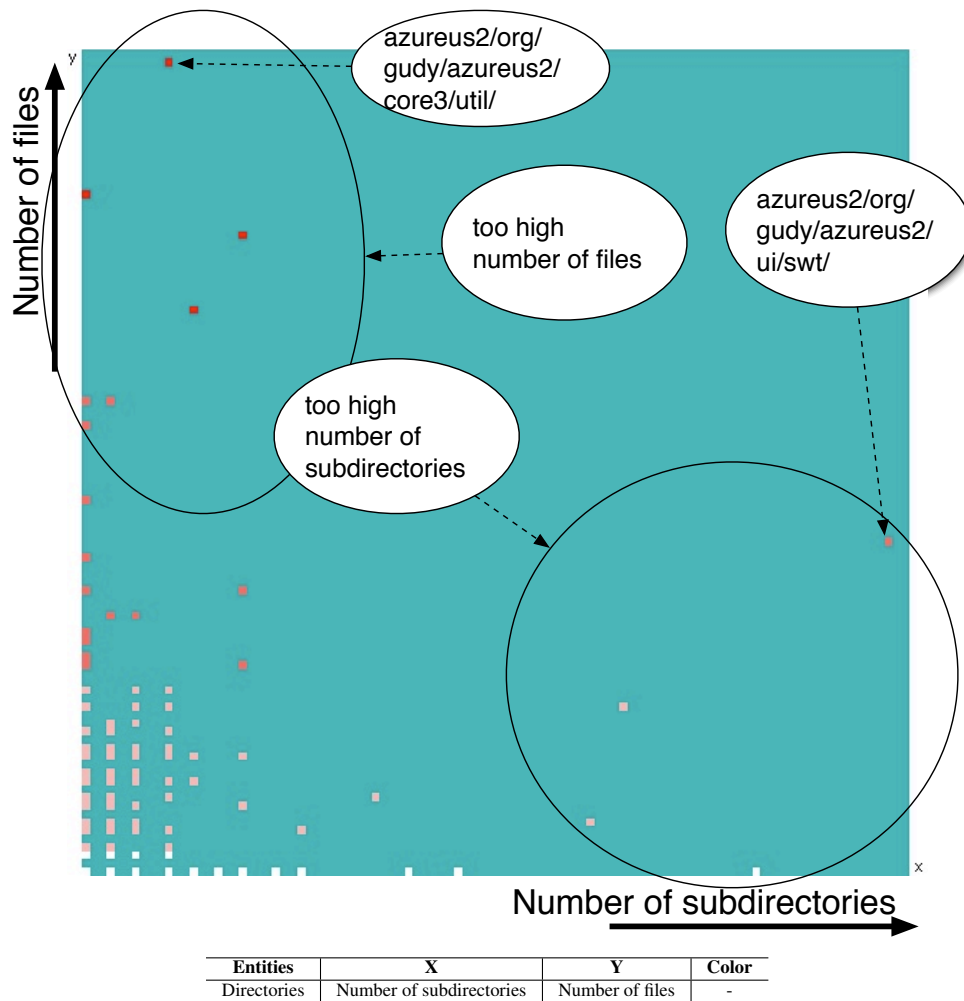 y
Number of files
azureus2/org/
gudy/azureus2/
core3/util/
too high
number of files
azureus2/org/
gudy/azureus2/
ui/swt/
too high
number of
subdirectories
x
Number of subdirectories
Entities X Y Color
Directories Number of subdirectories Number of files -